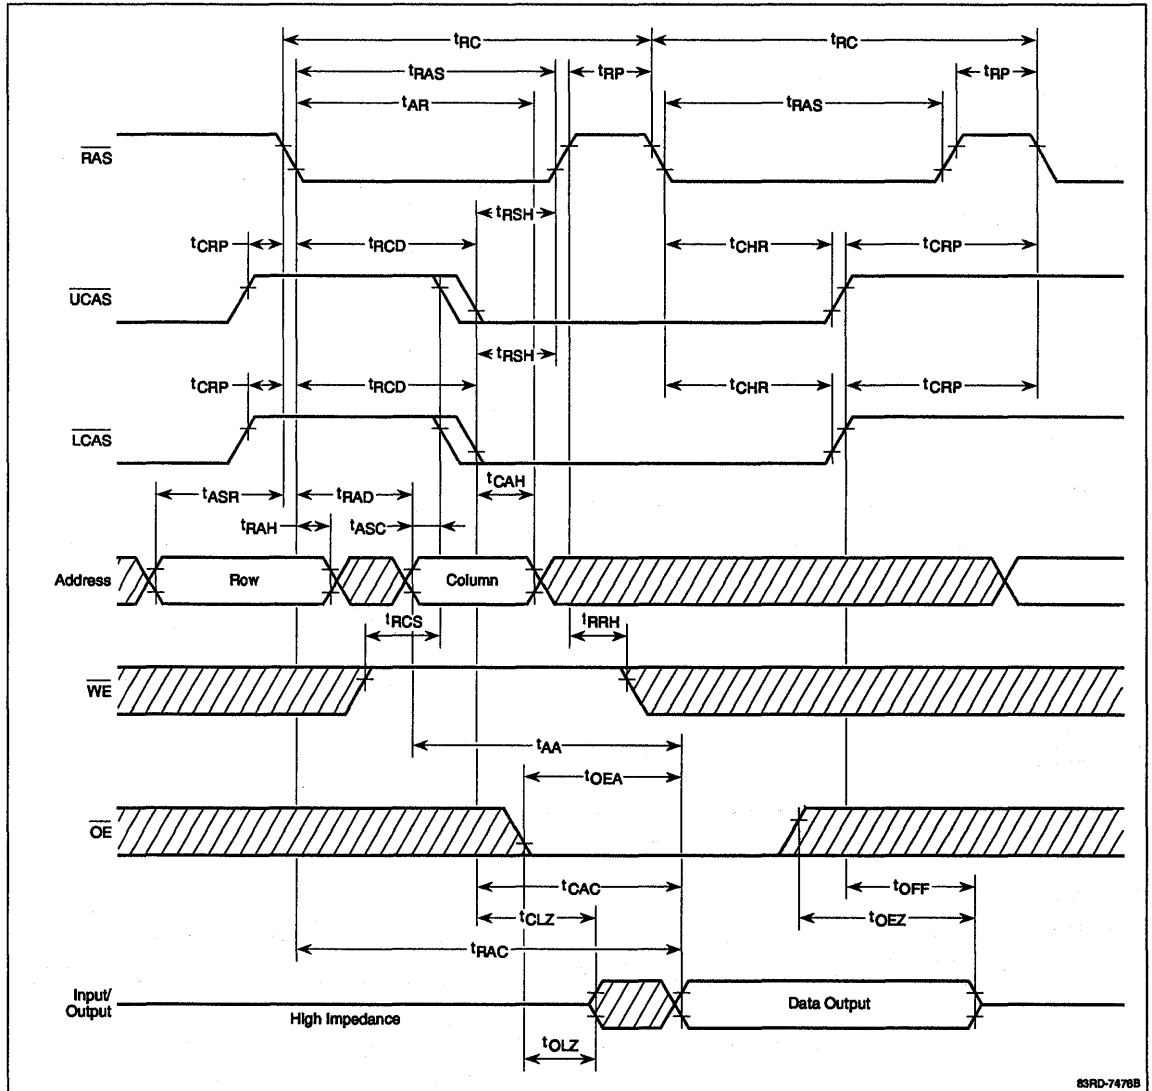 tRC tRC
tRAS tRP tRP
tAR tRAS
RAS
tRSH
tCRP tRCD tCHR tCRP
UCAS
tRSH
tCRP tRCD tCHR tCRP
LCAS
tCAH
tASR tRAD
tRAH tASC
Address Row Column
tRCS tRRH
WE
tAA
tOEA
OE
tCAC tOFF
tCLZ tOEZ
tRAC
Input/
Output
High Impedance Data Output
tOLZ
83RD-7476B